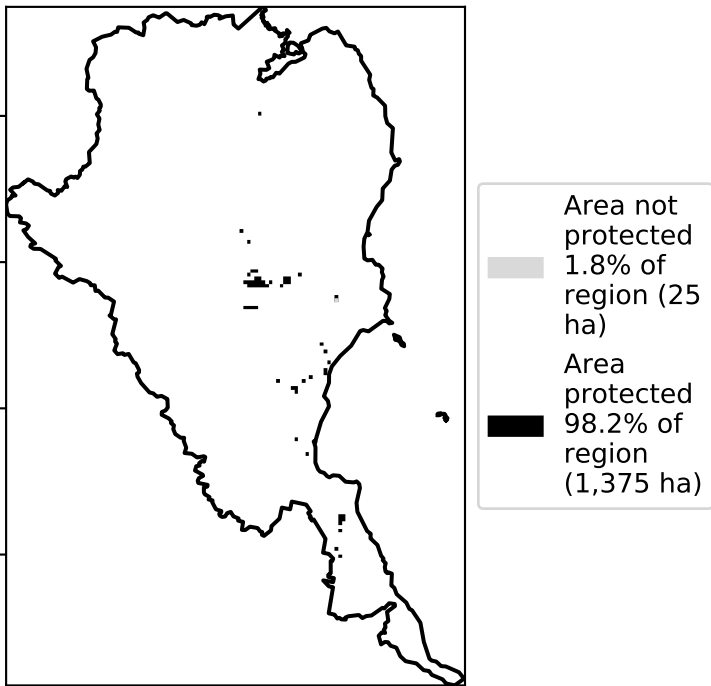 Area not
protected
1.8% of
region (25
ha)
Area
protected
98.2% of
region
(1,375 ha)